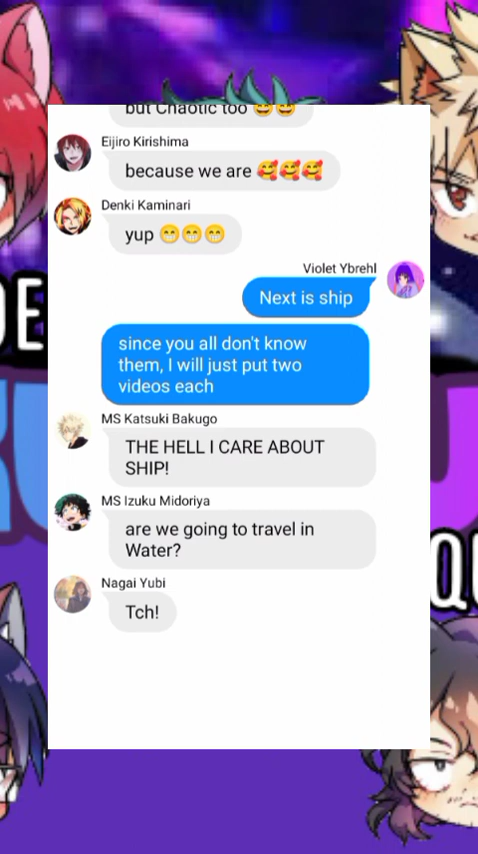 but Chaotic too 😄😄
Eijiro Kirishima
because we are 🥰🥰🥰
Denki Kaminari
yup 😁😁😁
Violet Ybrehl
Next is ship
since you all don't know
them, I will just put two
videos each
MS Katsuki Bakugo
THE HELL I CARE ABOUT
SHIP!
MS Izuku Midoriya
are we going to travel in
Water?
Nagai Yubi
Tch!